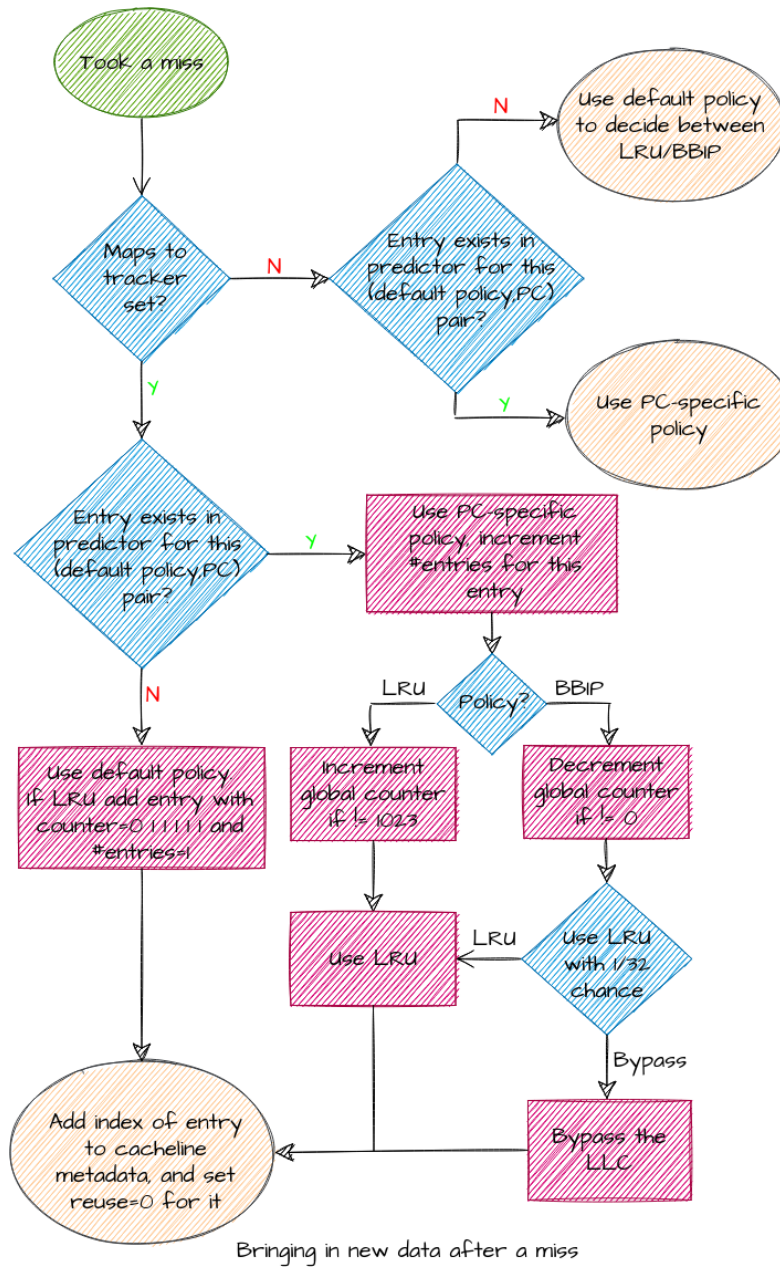 Took a miss
N
Use default policy
to decide between
LRU/BBIP
Maps to
tracker
set?
N
Entry exists in
predictor for this
(default policy,PC)
pair?
Y
Y
Use PC-specific
policy
Entry exists in
predictor for this
(default policy,PC)
pair?
Y
Use PC-specific
policy, increment
#entries for this
entry
N
LRU
Policy?
BBIP
Use default policy.
If LRU add entry with
counter=0 1 1 1 1 1 and
#entries=1
Increment
global counter
if != 1023
Decrement
global counter
if != 0
Use LRU
LRU
Use LRU
with 1/32
chance
Bypass
Add index of entry
to cacheline
metadata, and set
reuse=0 for it
Bypass the
LLC
Bringing in new data after a miss